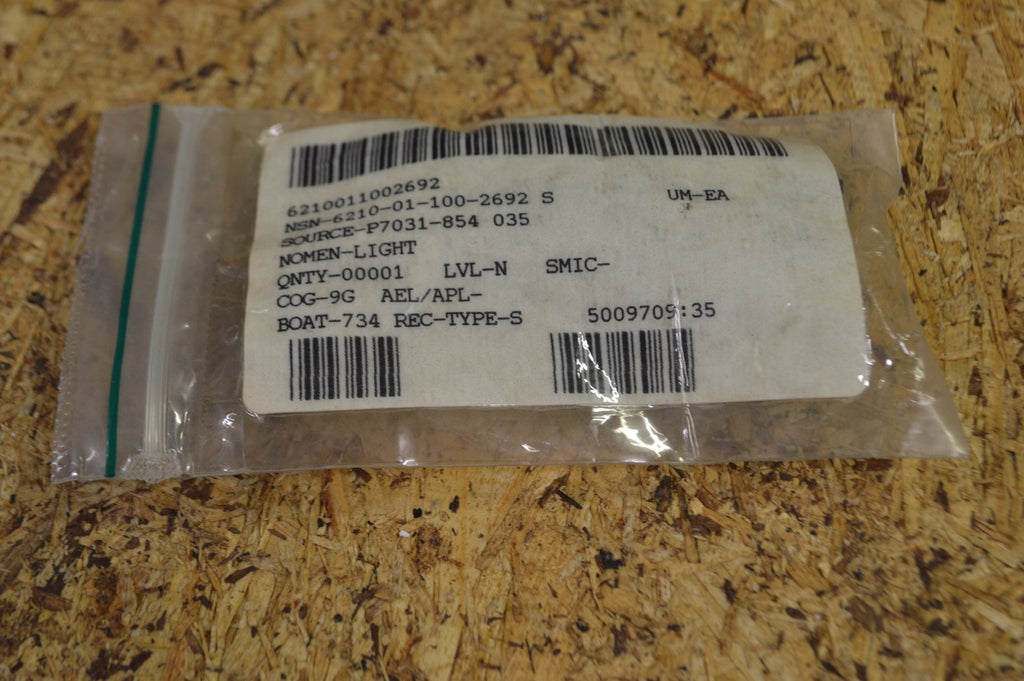 6210011002692
NSN-6210-01-100-2692 S UM-EA
SOURCE-P7031-854 035
NOMEN-LIGHT
QNTY-00001 LVL-N SMIC-
COG-9G AEL/APL-
BOAT-734 REC-TYPE-S 5009709:35